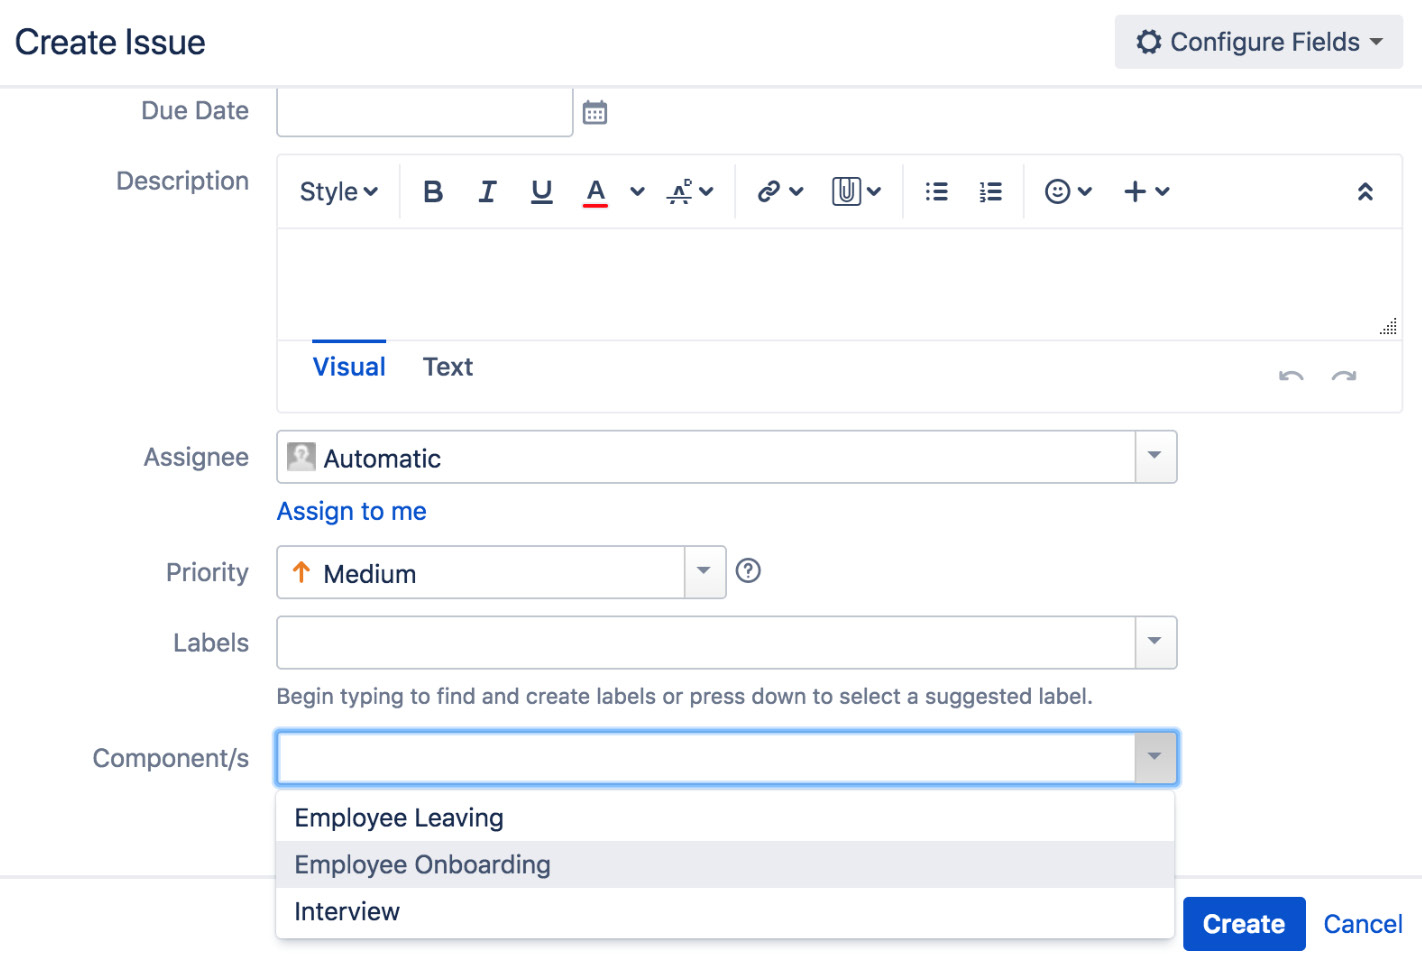 Create Issue
Configure Fields
Due Date
Description
Style B I U A
Visual Text
Assignee
Automatic
Assign to me
Priority
Medium
Labels
Begin typing to find and create labels or press down to select a suggested label.
Component/s
Employee Leaving
Employee Onboarding
Interview
Create Cancel